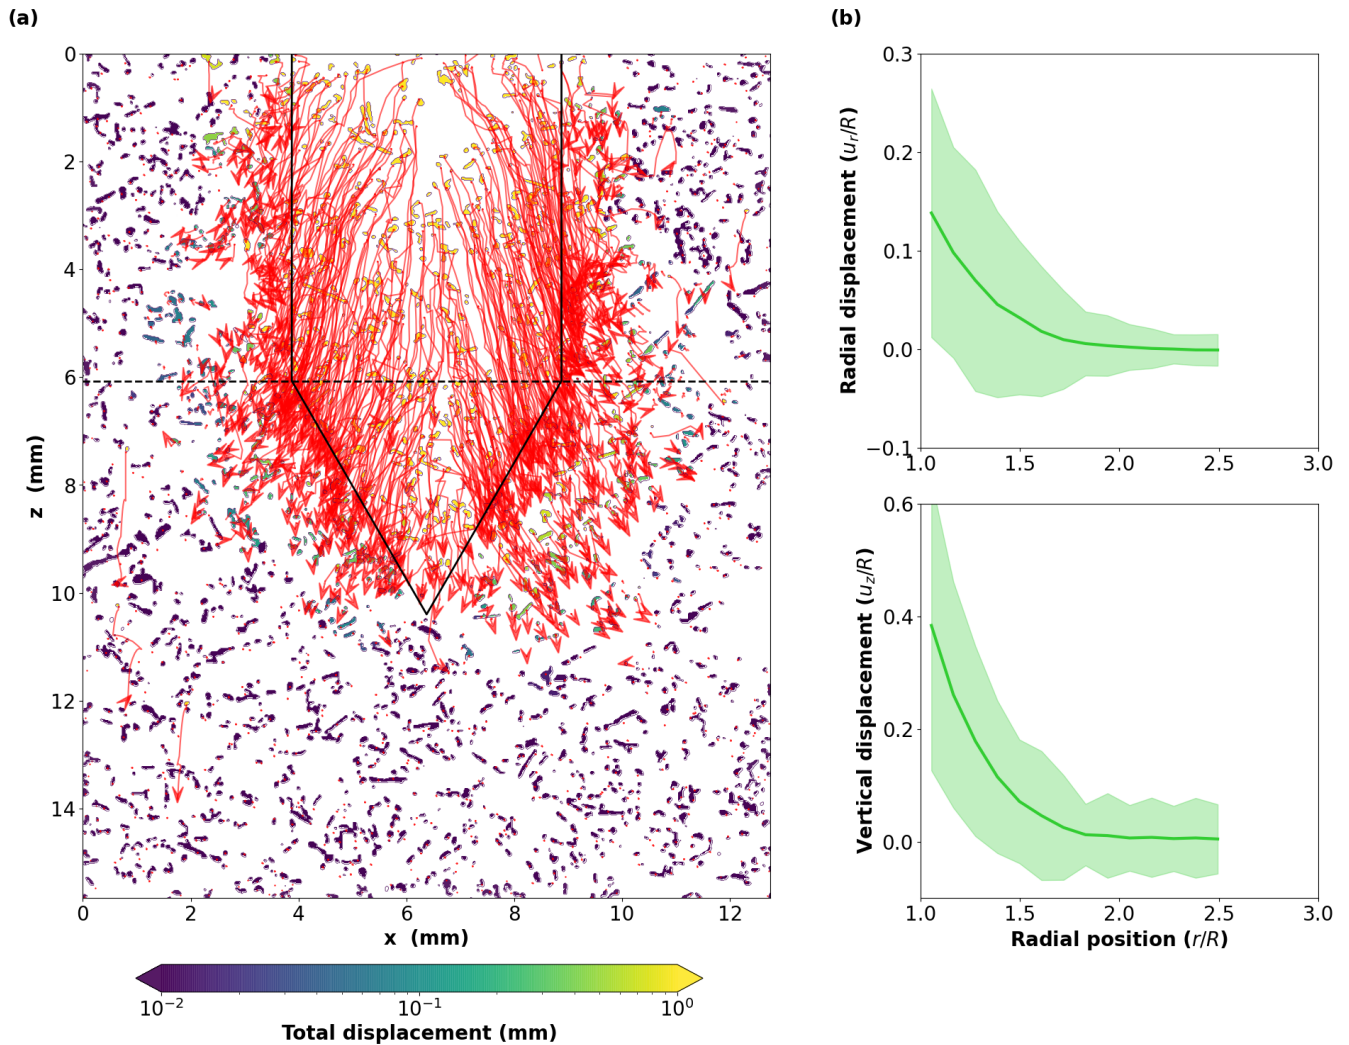 (a)
(b)
0
2
4
6
8
10
12
14
z (mm)
0 2 4 6 8 10 12
x (mm)
10⁻² 10⁻¹ 10⁰
Total displacement (mm)
0.3
0.2
0.1
0.0
−0.1
Radial displacement (u_r/R)
1.0 1.5 2.0 2.5 3.0
0.6
0.4
0.2
0.0
Vertical displacement (u_z/R)
1.0 1.5 2.0 2.5 3.0
Radial position (r/R)